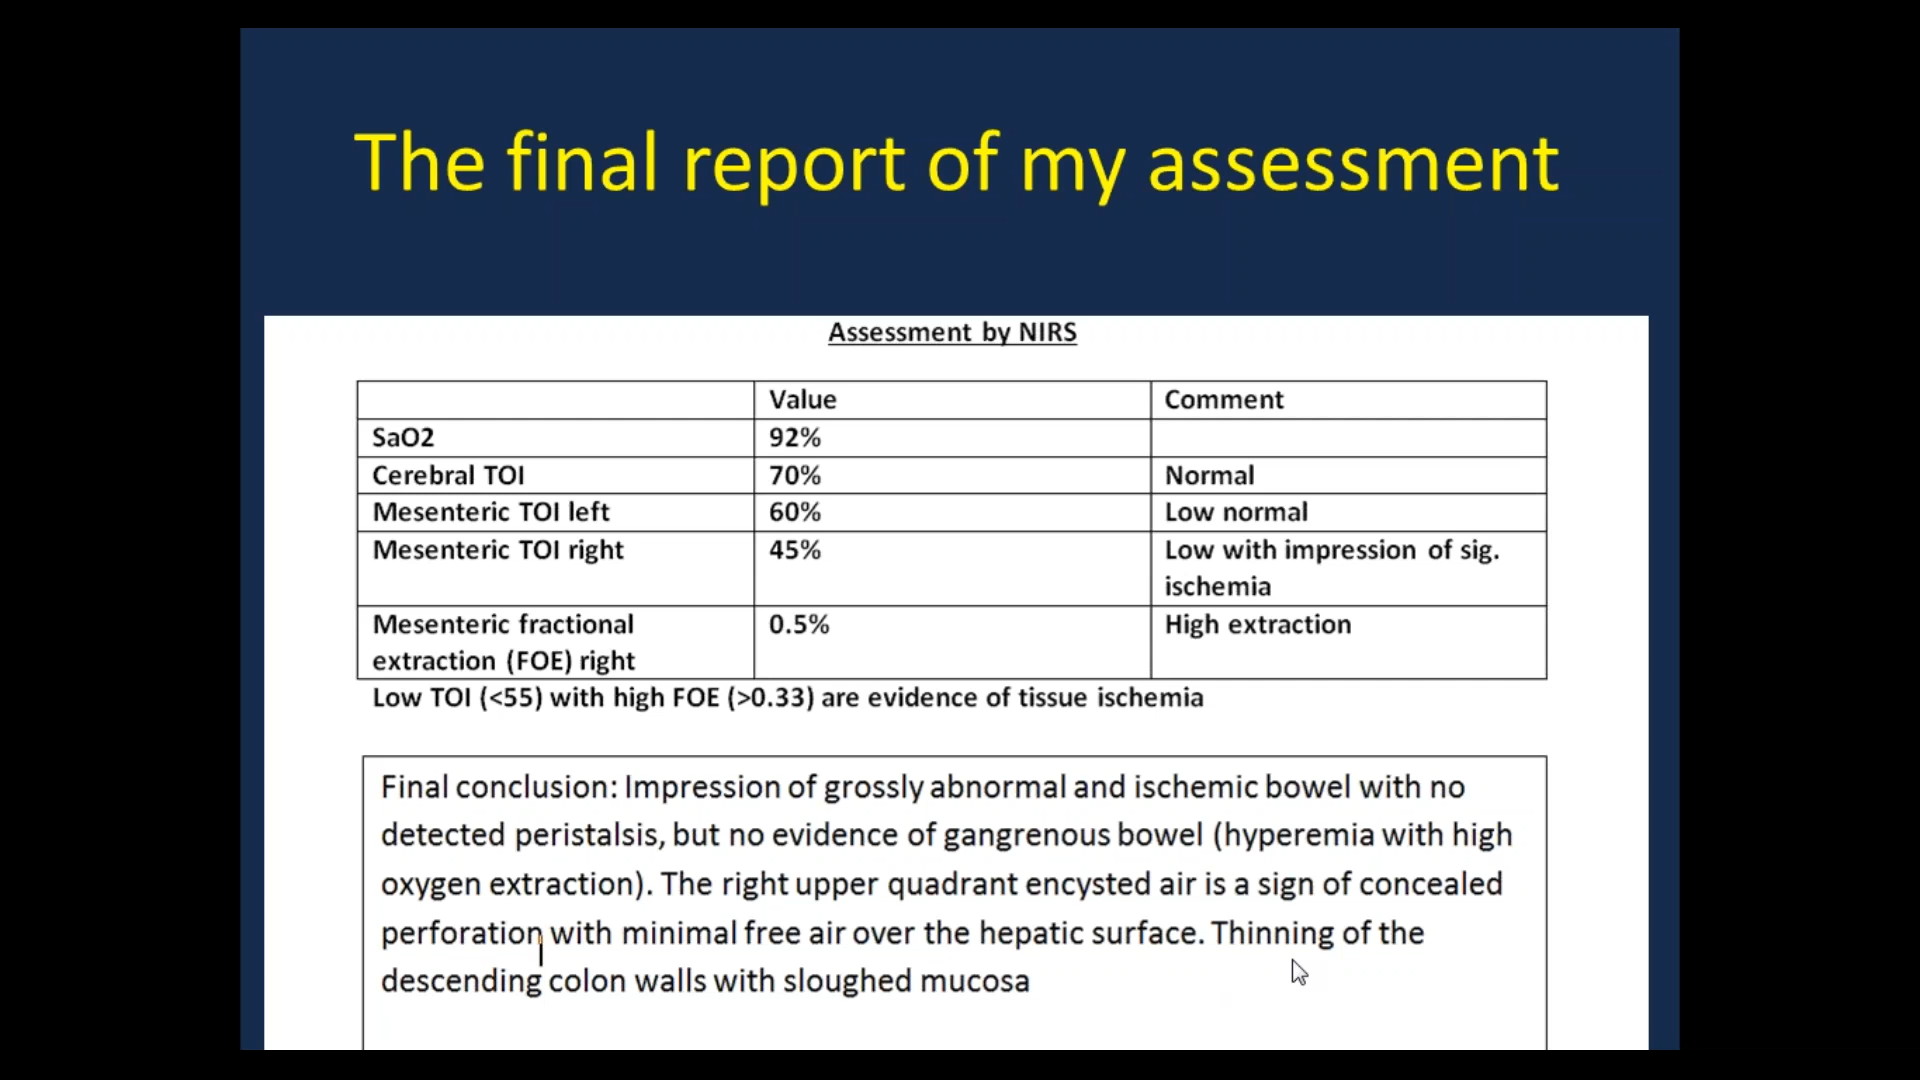 The final report of my assessment
Assessment by NIRS
Value Comment
SaO2 92%
Cerebral TOI 70% Normal
Mesenteric TOI left 60% Low normal
Mesenteric TOI right 45% Low with impression of sig.
ischemia
Mesenteric fractional 0.5% High extraction
extraction (FOE) right
Low TOI (<55) with high FOE (>0.33) are evidence of tissue ischemia
Final conclusion: Impression of grossly abnormal and ischemic bowel with no
detected peristalsis, but no evidence of gangrenous bowel (hyperemia with high
oxygen extraction). The right upper quadrant encysted air is a sign of concealed
perforation with minimal free air over the hepatic surface. Thinning of the
descending colon walls with sloughed mucosa